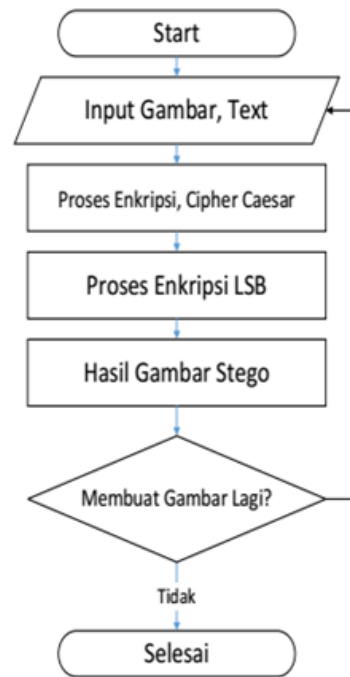 Start
Input Gambar, Text
Proses Enkripsi, Cipher Caesar
Proses Enkripsi LSB
Hasil Gambar Stego
Membuat Gambar Lagi?
Tidak
Selesai